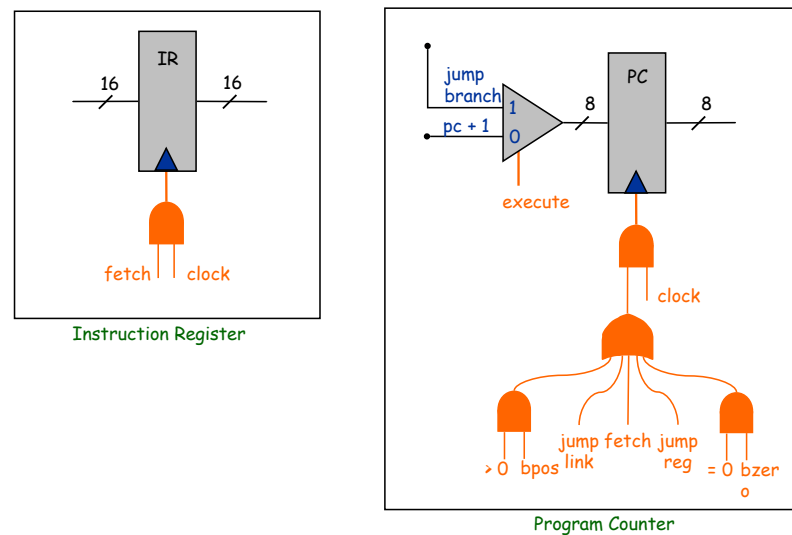 IR
16
16
fetch
clock
Instruction Register
jump
branch
1
pc + 1
0
execute
8
PC
8
clock
> 0 bpos
jump
link
fetch
jump
reg
= 0 bzer
o
Program Counter